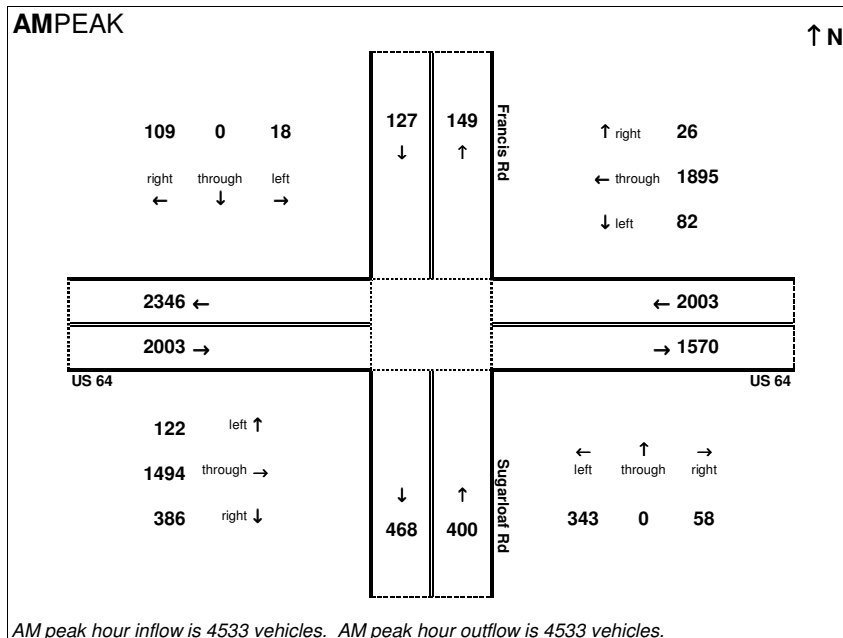 AMPEAK
↑ N
109 0 18
right through left
← ↓ →
127 149
↓ ↑
Francis Rd
↑ right 26
← through 1895
↓ left 82
2346 ←
2003 →
← 2003
→ 1570
US 64
US 64
122 left ↑
1494 through →
386 right ↓
↓ ↑
468 400
Sugarloaf Rd
← ↑ →
left through right
343 0 58
AM peak hour inflow is 4533 vehicles. AM peak hour outflow is 4533 vehicles.